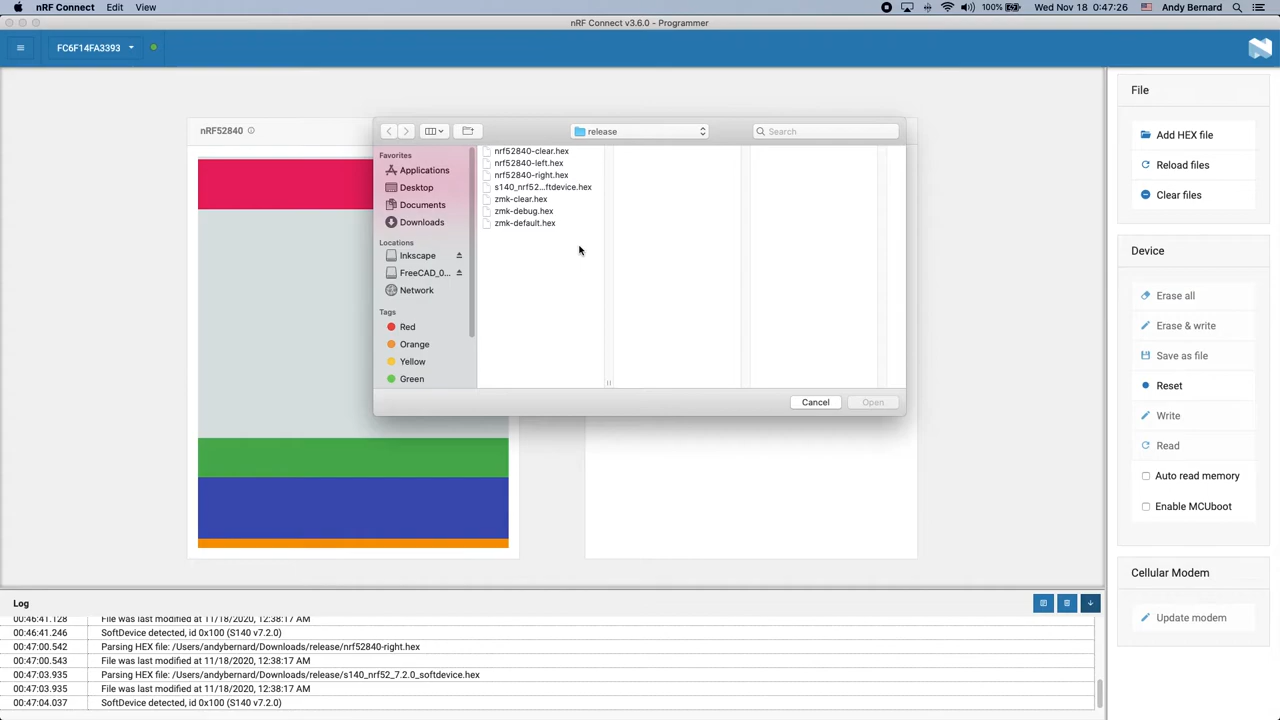 nRF Connect Edit View 100% Wed Nov 18 0:47:26 Andy Bernard
nRF Connect v3.6.0 - Programmer
FC6F14FA3393
nRF52840
release
Search
Favorites
Applications
Desktop
Documents
Downloads
Locations
Inkscape
FreeCAD_0...
Network
Tags
Red
Orange
Yellow
Green
nrf52840-clear.hex
nrf52840-left.hex
nrf52840-right.hex
s140_nrf52...ftdevice.hex
zmk-clear.hex
zmk-debug.hex
zmk-default.hex
Cancel
Open
File
Add HEX file
Reload files
Clear files
Device
Erase all
Erase & write
Save as file
Reset
Write
Read
Auto read memory
Enable MCUboot
Cellular Modem
Update modem
Log
00:46:41.128 File was last modified at 11/18/2020, 12:38:17 AM
00:46:41.246 SoftDevice detected, id 0x100 (S140 v7.2.0)
00:47:00.542 Parsing HEX file: /Users/andybernard/Downloads/release/nrf52840-right.hex
00:47:00.543 File was last modified at 11/18/2020, 12:38:17 AM
00:47:03.935 Parsing HEX file: /Users/andybernard/Downloads/release/s140_nrf52_7.2.0_softdevice.hex
00:47:03.935 File was last modified at 11/18/2020, 12:38:17 AM
00:47:04.037 SoftDevice detected, id 0x100 (S140 v7.2.0)